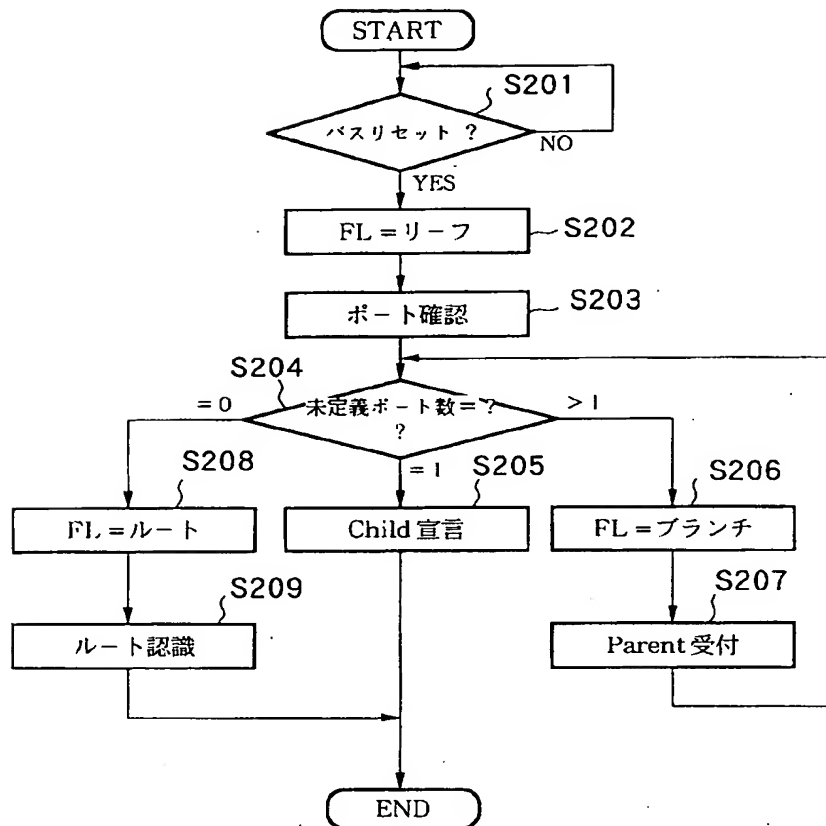 START
S201
バスリセット ?
NO
YES
FL=リーフ
S202
ポート確認
S203
S204
=0
未定義ポート数=?
?
>1
=1
S208
S205
S206
FL=ルート
Child 宣言
FL=ブランチ
S209
S207
ルート認識
Parent 受付
END